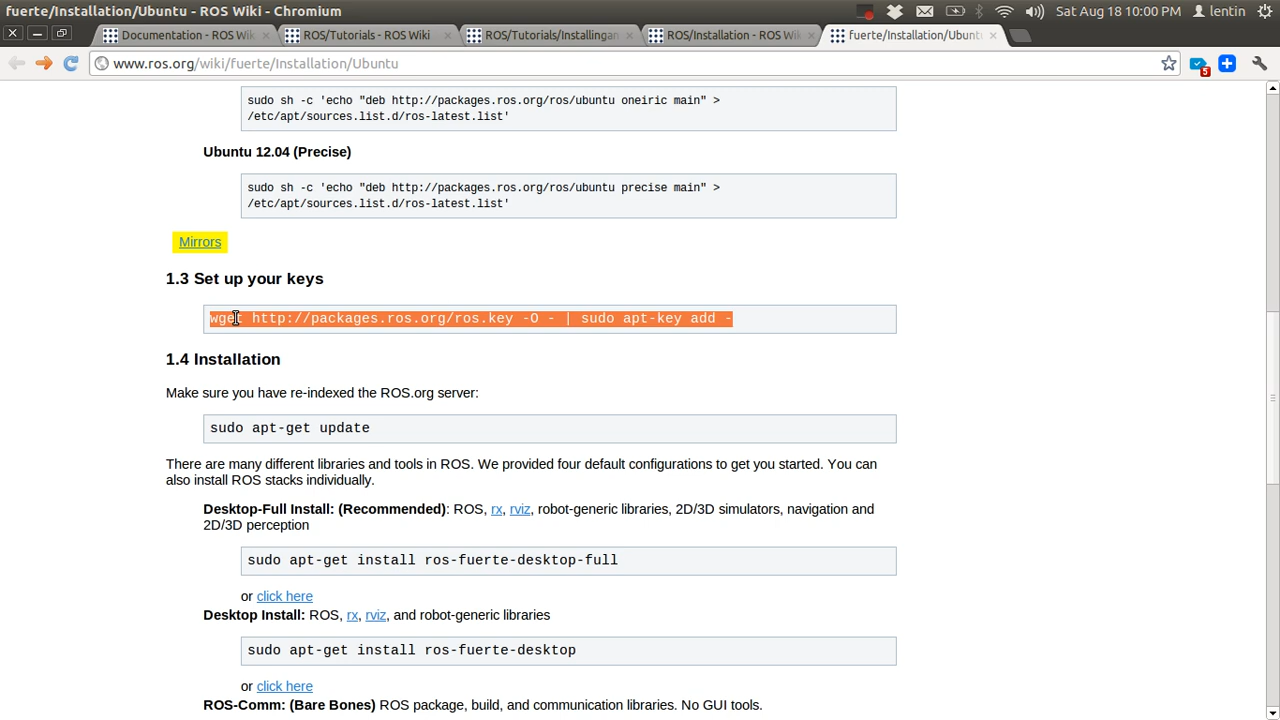 fuerte/Installation/Ubuntu - ROS Wiki - Chromium
Sat Aug 18 10:00 PM
lentin
Documentation - ROS Wiki
ROS/Tutorials - ROS Wiki
ROS/Tutorials/Installingan
ROS/Installation - ROS Wiki
fuerte/Installation/Ubuntu
www.ros.org/wiki/fuerte/Installation/Ubuntu
5
sudo sh -c 'echo "deb http://packages.ros.org/ros/ubuntu oneiric main" >
/etc/apt/sources.list.d/ros-latest.list'
Ubuntu 12.04 (Precise)
sudo sh -c 'echo "deb http://packages.ros.org/ros/ubuntu precise main" >
/etc/apt/sources.list.d/ros-latest.list'
Mirrors
1.3 Set up your keys
wget http://packages.ros.org/ros.key -O - | sudo apt-key add -
1.4 Installation
Make sure you have re-indexed the ROS.org server:
sudo apt-get update
There are many different libraries and tools in ROS. We provided four default configurations to get you started. You can
also install ROS stacks individually.
Desktop-Full Install: (Recommended): ROS, rx, rviz, robot-generic libraries, 2D/3D simulators, navigation and
2D/3D perception
sudo apt-get install ros-fuerte-desktop-full
or click here
Desktop Install: ROS, rx, rviz, and robot-generic libraries
sudo apt-get install ros-fuerte-desktop
or click here
ROS-Comm: (Bare Bones) ROS package, build, and communication libraries. No GUI tools.